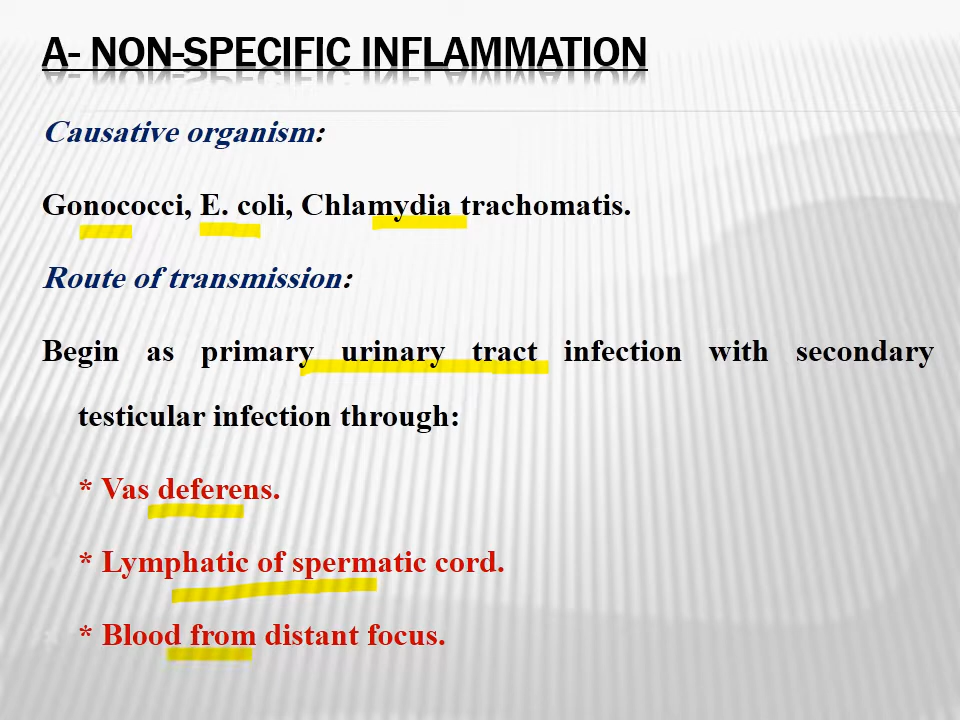 A- NON-SPECIFIC INFLAMMATION
Causative organism:
Gonococci, E. coli, Chlamydia trachomatis.
Route of transmission:
Begin as primary urinary tract infection with secondary
testicular infection through:
* Vas deferens.
* Lymphatic of spermatic cord.
* Blood from distant focus.